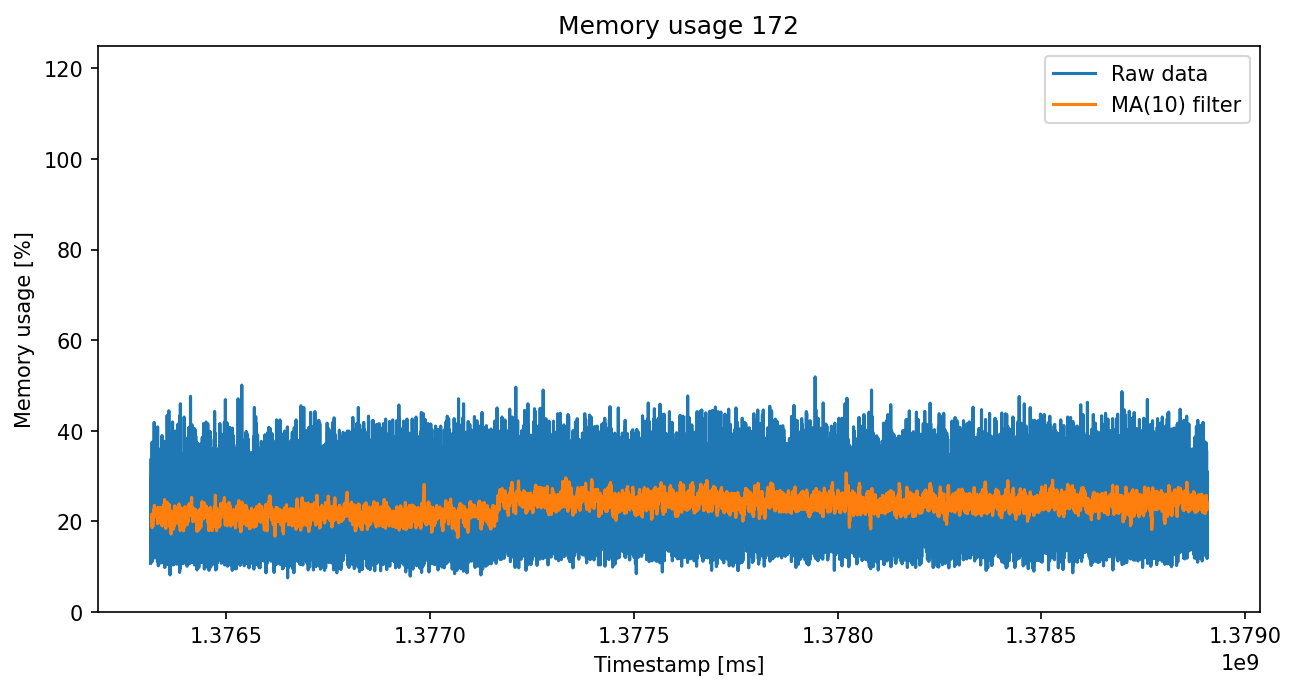 Memory usage 172
Raw data
MA(10) filter
Memory usage [%]
120
100
80
60
40
20
0
1.3765 1.3770 1.3775 1.3780 1.3785 1.3790
1e9
Timestamp [ms]